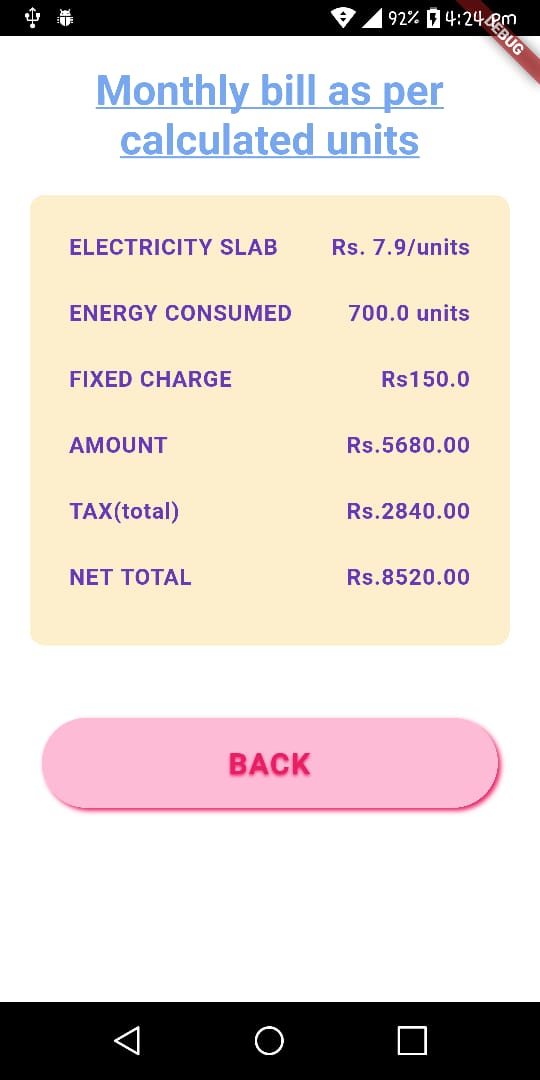 92% 4:24 pm
DEBUG
Monthly bill as per
calculated units
ELECTRICITY SLAB Rs. 7.9/units
ENERGY CONSUMED 700.0 units
FIXED CHARGE Rs150.0
AMOUNT Rs.5680.00
TAX(total) Rs.2840.00
NET TOTAL Rs.8520.00
BACK